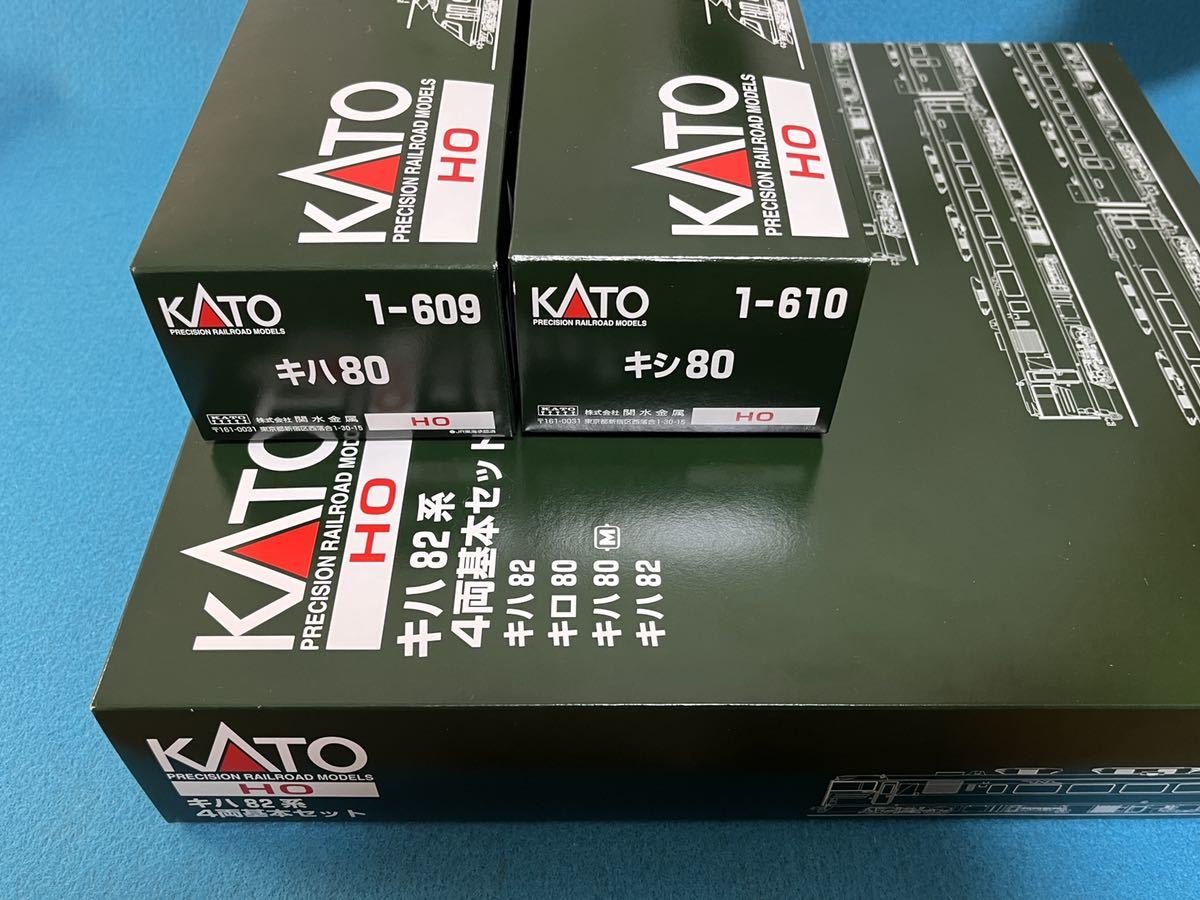 KATO
PRECISION RAILROAD MODELS
HO
KATO
PRECISION RAILROAD MODELS
HO
KATO
PRECISION RAILROAD MODELS
1-609
キハ80
KATO
株式会社 関水金属
〒161-0031 東京都新宿区西落合1-30-15
HO
KATO
PRECISION RAILROAD MODELS
1-610
キシ80
KATO
株式会社 関水金属
〒161-0031 東京都新宿区西落合1-30-15
HO
KATO
PRECISION RAILROAD MODELS
HO
キハ82系
4両基本セット
キハ82
キロ80
キハ80 M
キハ82
KATO
PRECISION RAILROAD MODELS
HO
キハ82系
4両基本セット